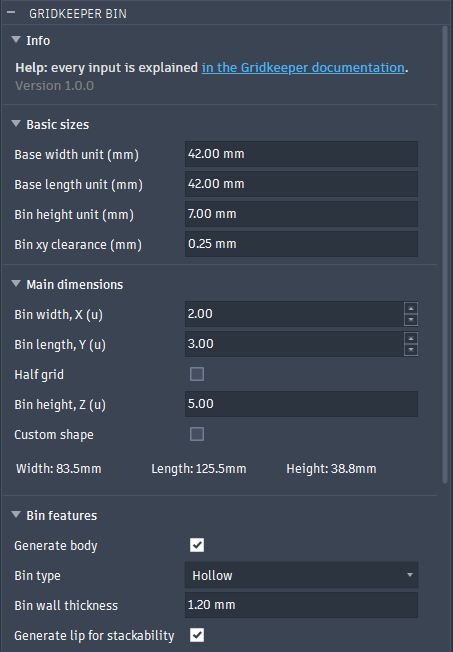 GRIDKEEPER BIN
Info
Help: every input is explained in the Gridkeeper documentation.
Version 1.0.0
Basic sizes
Base width unit (mm) 42.00 mm
Base length unit (mm) 42.00 mm
Bin height unit (mm) 7.00 mm
Bin xy clearance (mm) 0.25 mm
Main dimensions
Bin width, X (u) 2.00
Bin length, Y (u) 3.00
Half grid
Bin height, Z (u) 5.00
Custom shape
Width: 83.5mm Length: 125.5mm Height: 38.8mm
Bin features
Generate body
Bin type Hollow
Bin wall thickness 1.20 mm
Generate lip for stackability